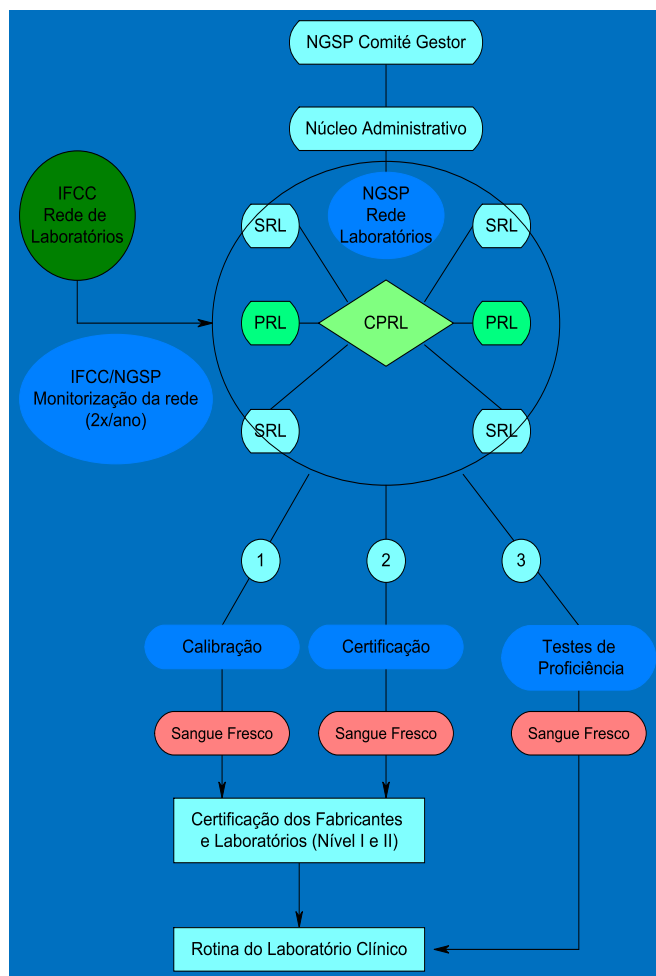 NGSP Comité Gestor
Núcleo Administrativo
IFCC
Rede de
Laboratórios
NGSP
Rede
Laboratórios
SRL
SRL
PRL
CPRL
PRL
IFCC/NGSP
Monitorização da rede
(2x/ano)
SRL
SRL
1
2
3
Calibração
Certificação
Testes de
Proficiência
Sangue Fresco
Sangue Fresco
Sangue Fresco
Certificação dos Fabricantes
e Laboratórios (Nível I e II)
Rotina do Laboratório Clínico